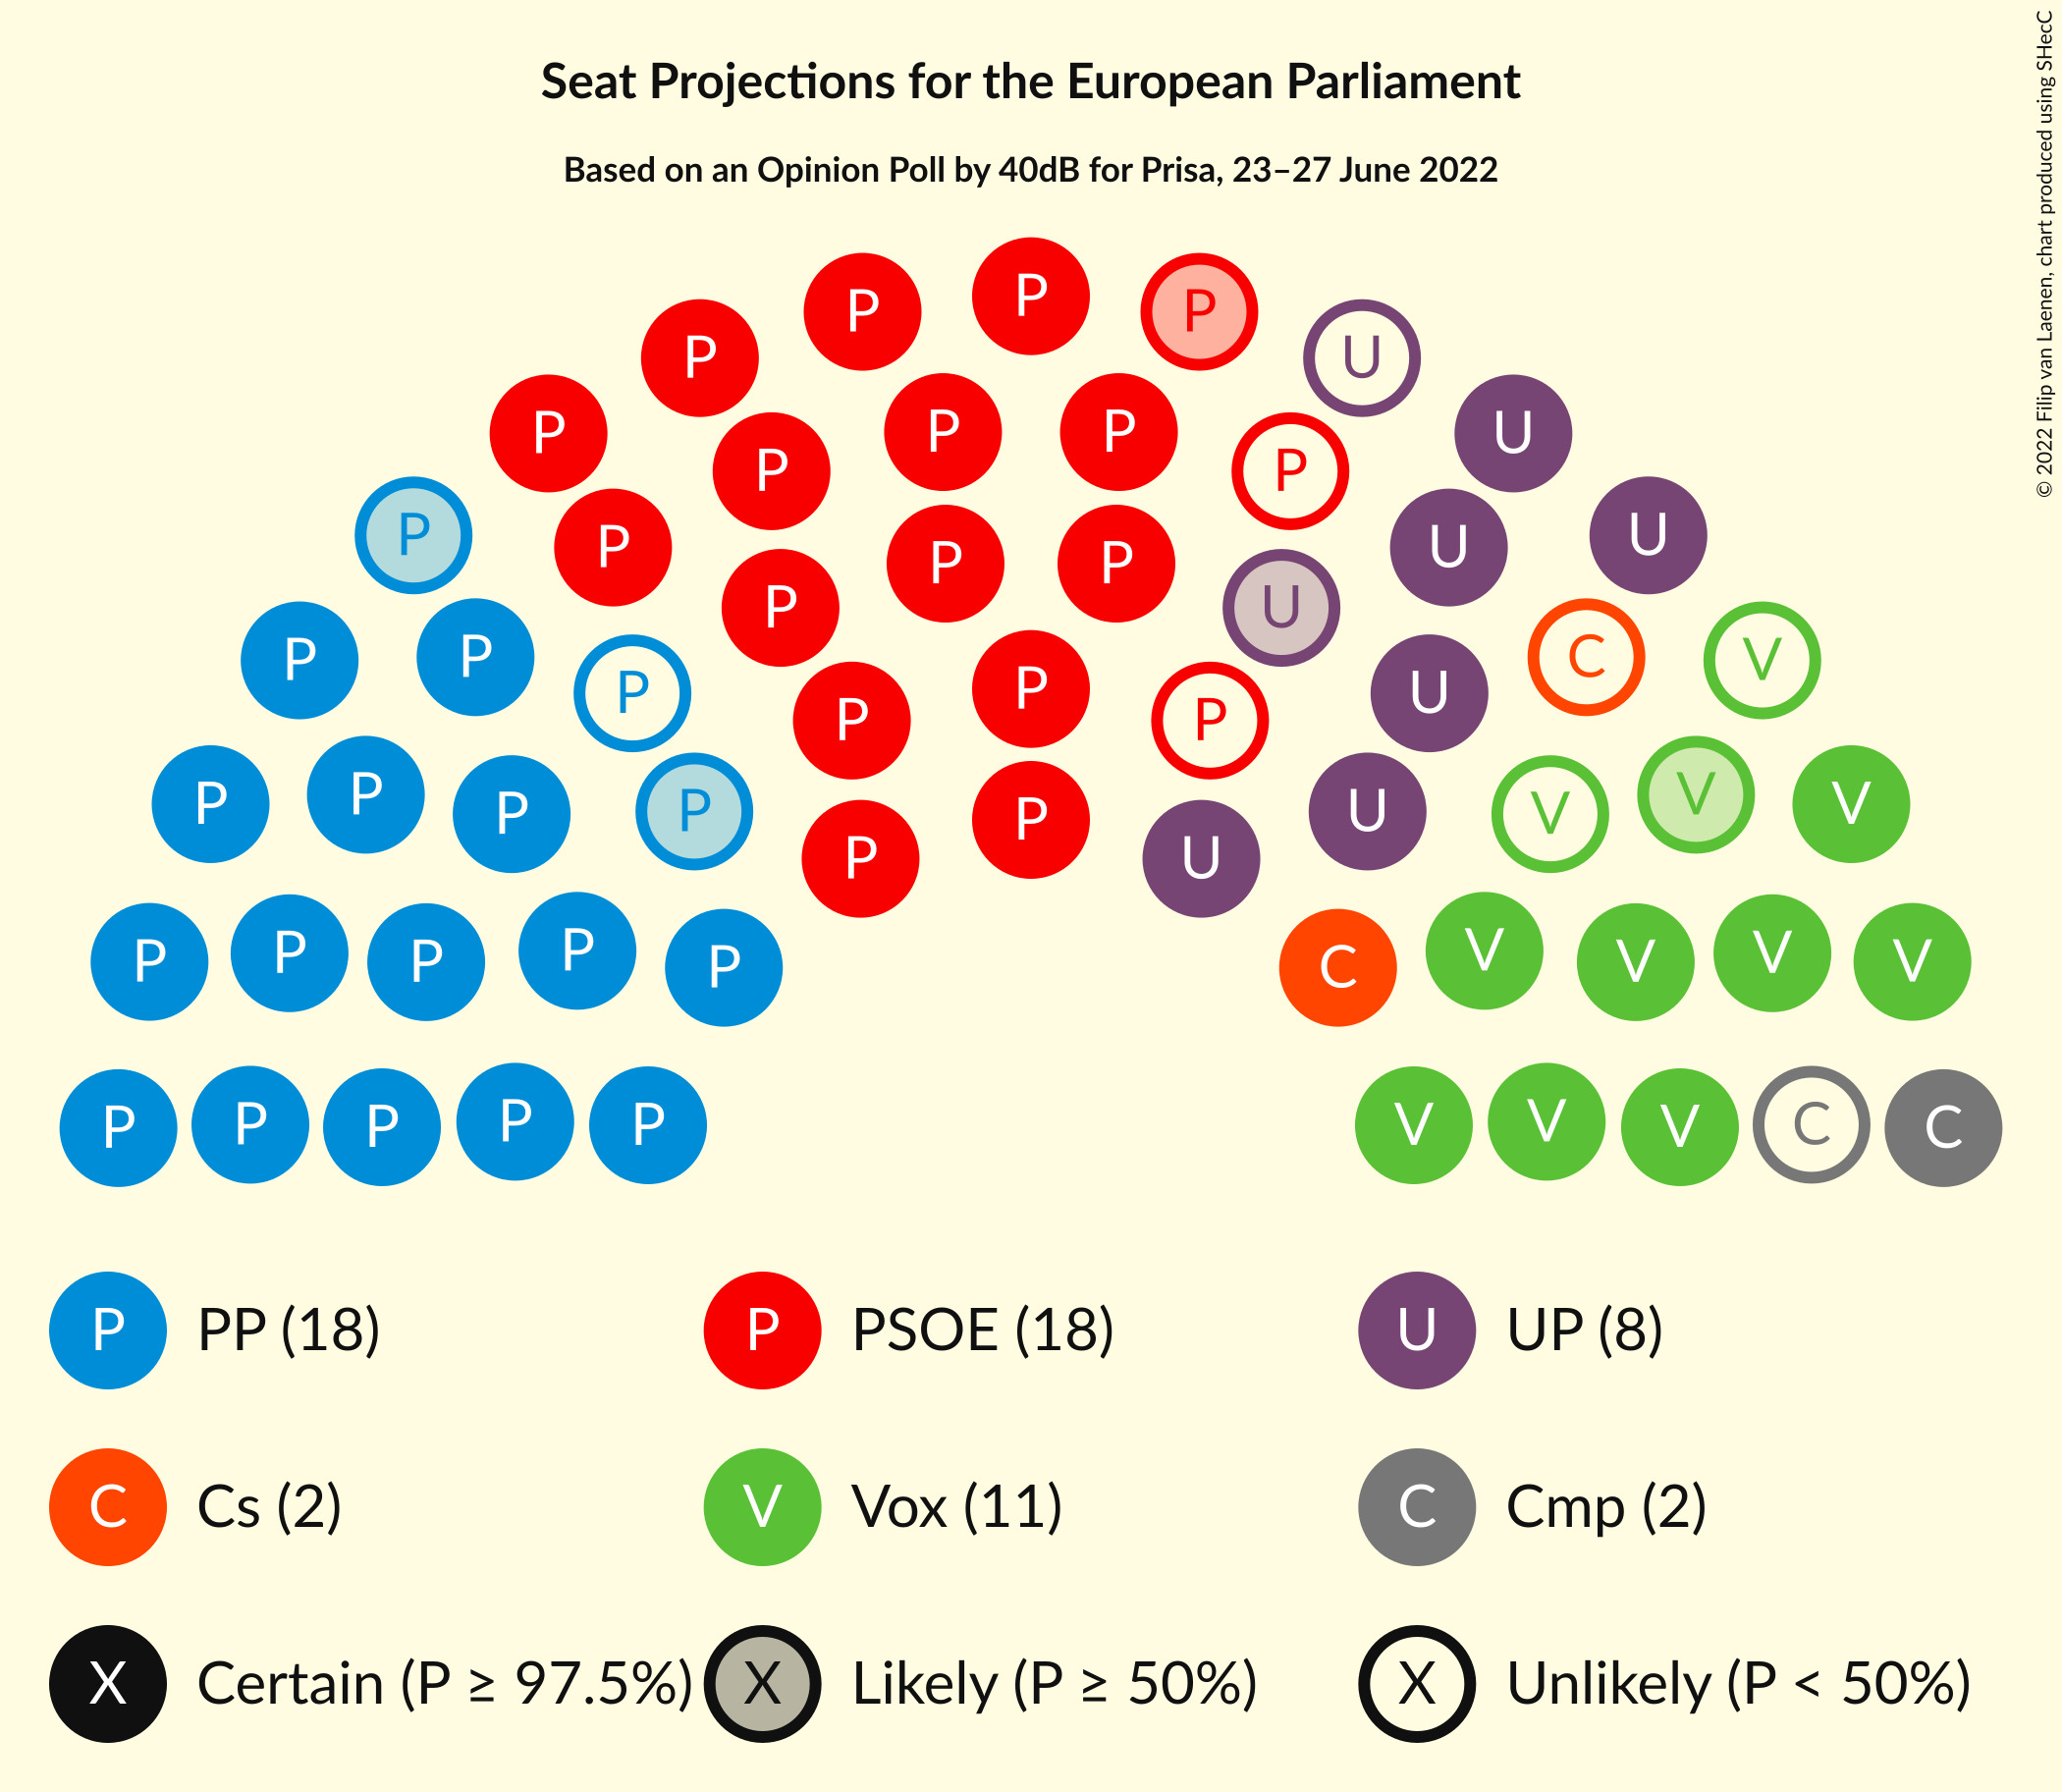 © 2022 Filip van Laenen, chart produced using SHecC
Seat Projections for the European Parliament
Based on an Opinion Poll by 40dB for Prisa, 23–27 June 2022
P
P P
P U
P P P U
P P
P P U U
P P
P U
P P C V
P P U
P P
P P P P P U V V V
P U
P P P P P C V V V V
P P P P P V V V C C
P PP (18) P PSOE (18) U UP (8)
C Cs (2) V Vox (11) C Cmp (2)
X Certain (P ≥ 97.5%) X Likely (P ≥ 50%) X Unlikely (P < 50%)